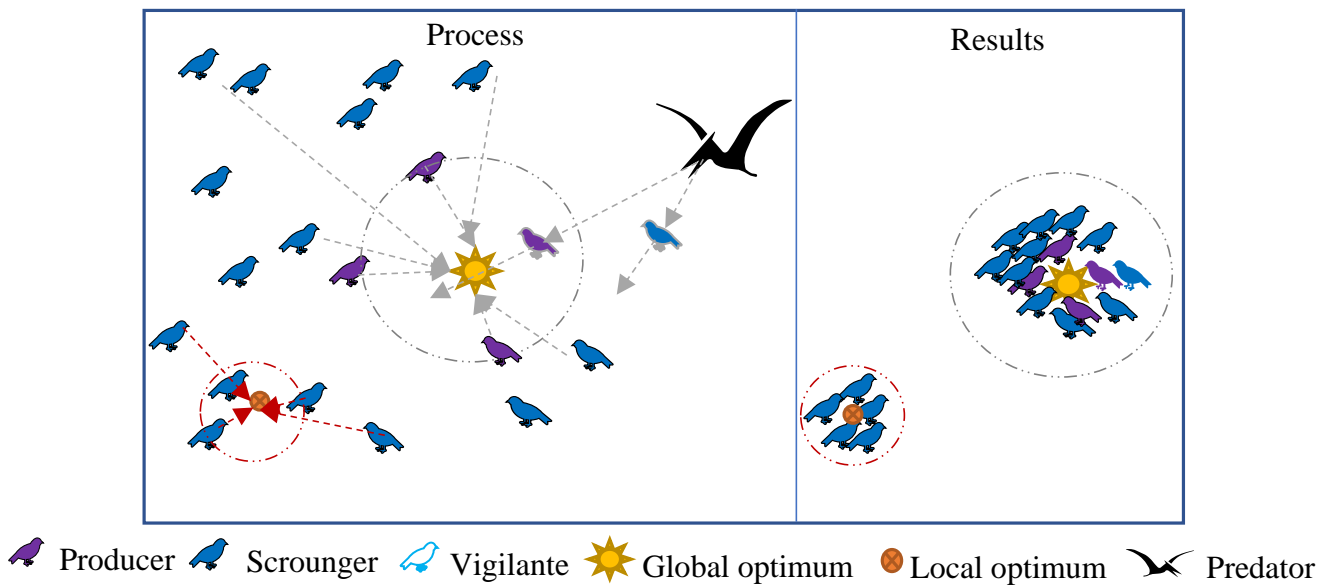 Process
Results
Producer Scrounger Vigilante Global optimum Local optimum Predator